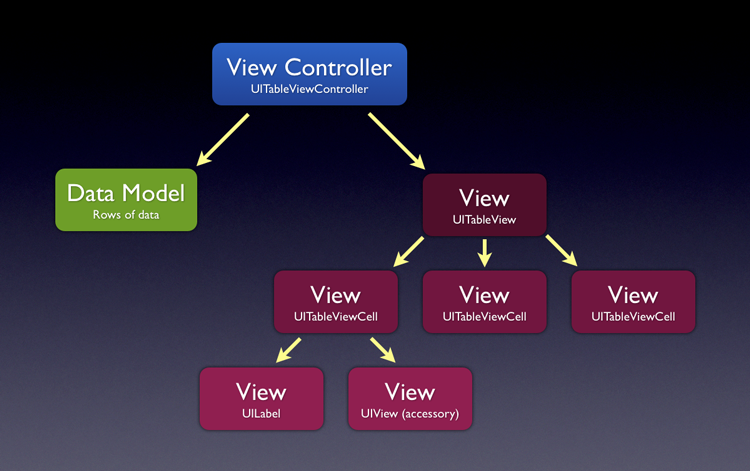 View Controller
UITableViewController
Data Model
Rows of data
View
UITableView
View
UITableViewCell
View
UITableViewCell
View
UITableViewCell
View
UILabel
View
UIView (accessory)